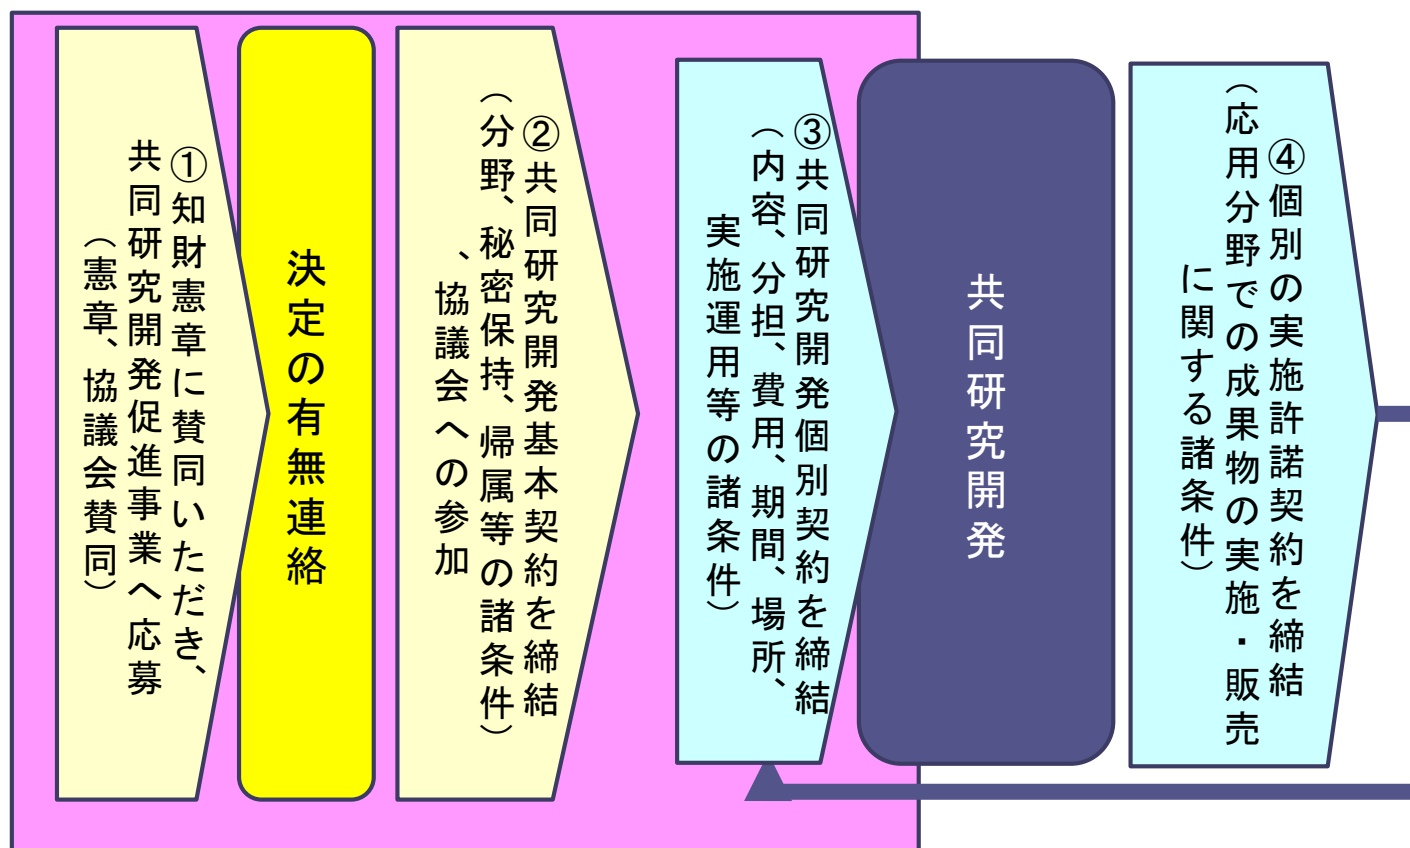 ①知財憲章に賛同いただき、
共同研究開発促進事業へ応募
（憲章、協議会賛同）
決定の有無連絡
②共同研究開発基本契約を締結
（分野、秘密保持、帰属等の諸条件）
、協議会への参加
③共同研究開発個別契約を締結
（内容、分担、費用、期間、場所、
実施運用等の諸条件）
共同研究開発
④個別の実施許諾契約を締結
（応用分野での成果物の実施・販売
に関する諸条件）